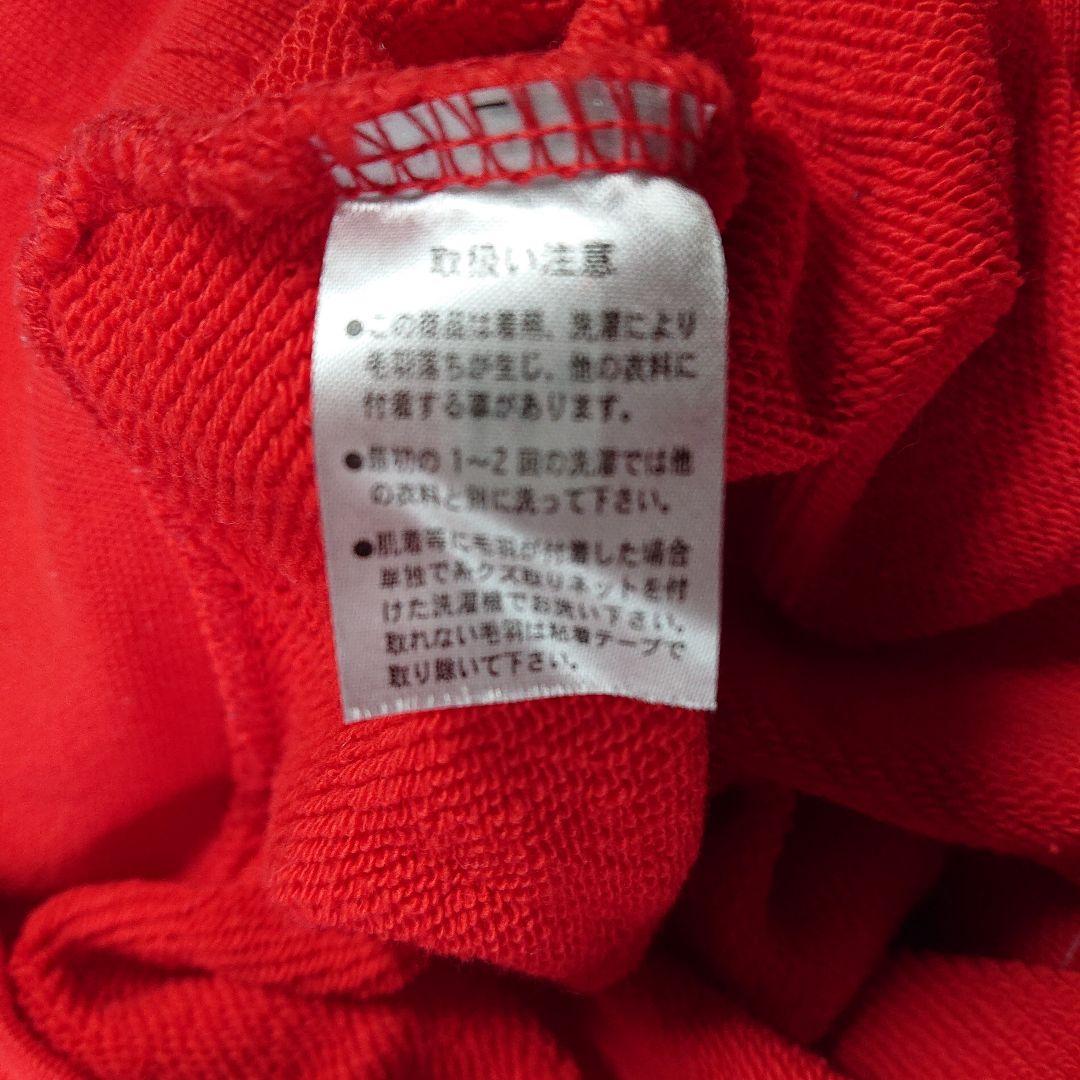 取扱い注意
●この商品は着用、洗濯により
毛羽落ちが生じ、他の衣料に
付着する事があります。
●最初の1～2回の洗濯では他
の衣料と別に洗って下さい。
●肌着等に毛羽が付着した場合
単独で糸クズ取りネットを付
けた洗濯機でお洗い下さい。
取れない毛羽は粘着テープで
取り除いて下さい。